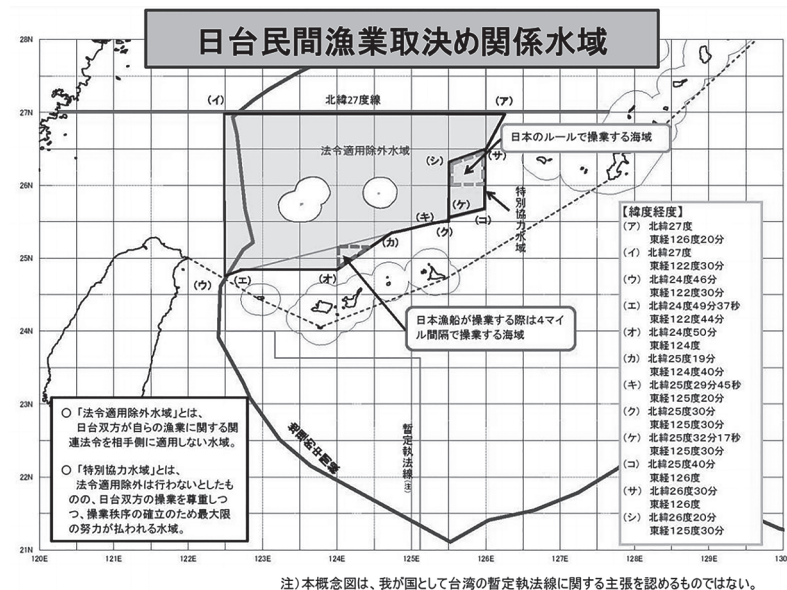 日台民間漁業取決め関係水域
28N
27N
26N
25N
24N
23N
22N
21N
120E
121E
122E
123E
124E
125E
126E
127E
128E
129E
130
(イ)
北緯27度線
(ア)
法令適用除外水域
日本のルールで操業する海域
(シ)
(サ)
(ケ)
(コ)
(キ)
(ク)
(カ)
特別協力水域
(ウ)
(エ)
(オ)
日本漁船が操業する際は4マイ
ル間隔で操業する海域
暫定執法線(注)
【緯度経度】
(ア) 北緯27度
東経126度20分
(イ) 北緯27度
東経122度30分
(ウ) 北緯24度46分
東経122度30分
(エ) 北緯24度49分37秒
東経122度44分
(オ) 北緯24度50分
東経124度
(カ) 北緯25度19分
東経124度40分
(キ) 北緯25度29分45秒
東経125度20分
(ク) 北緯25度30分
東経125度30分
(ケ) 北緯25度32分17秒
東経125度30分
(コ) 北緯25度40分
東経126度
(サ) 北緯26度30分
東経126度
(シ) 北緯26度20分
東経125度30分
○ 「法令適用除外水域」とは、
日台双方が自らの漁業に関する関
連法令を相手側に適用しない水域。
○ 「特別協力水域」とは、
法令適用除外は行わないとしたも
のの、日台双方の操業を尊重しつ
つ、操業秩序の確立のため最大限
の努力が払われる水域。
注)本概念図は、我が国として台湾の暫定執法線に関する主張を認めるものではない。